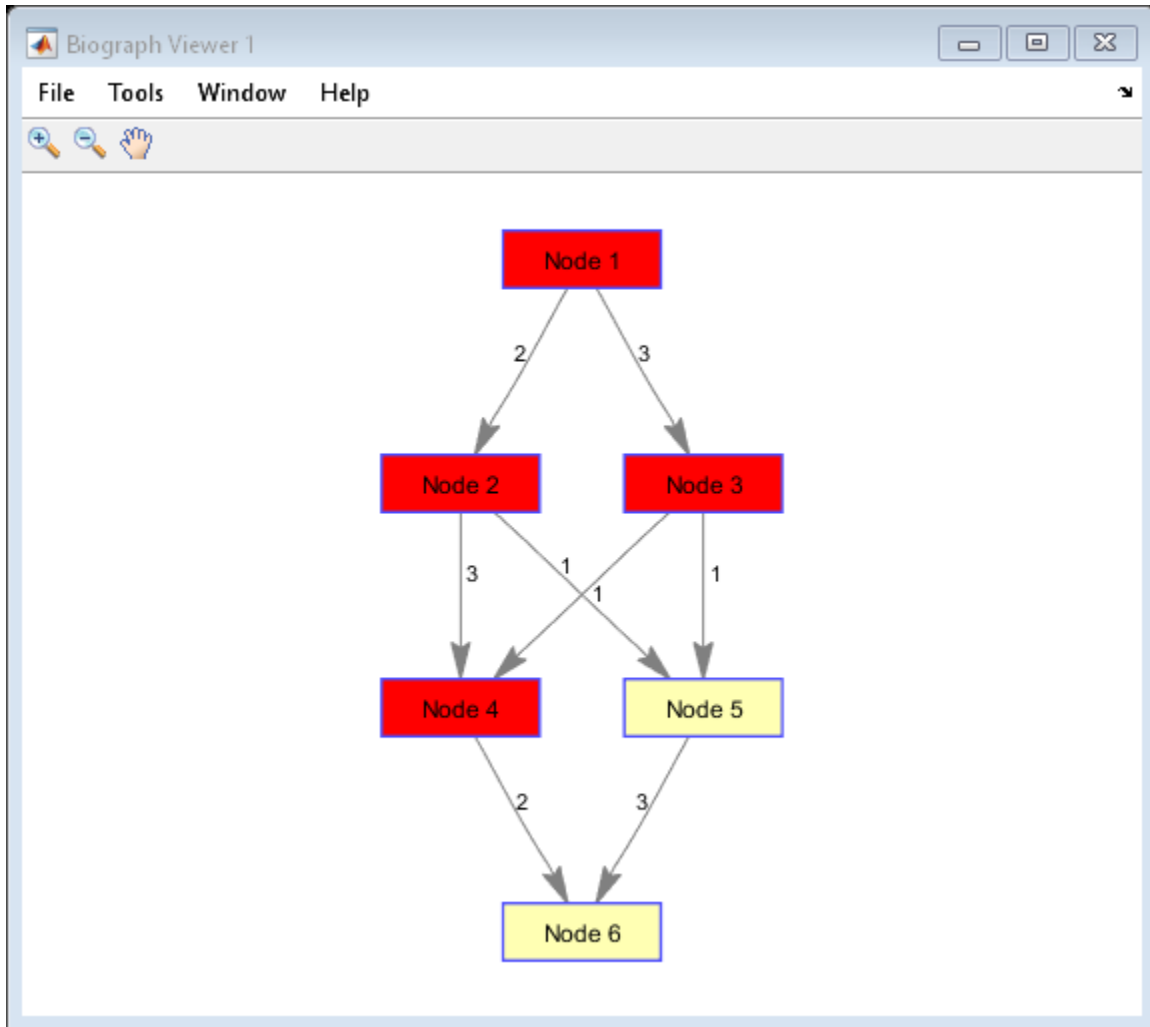 Biograph Viewer 1
File Tools Window Help
Node 1
2 3
Node 2 Node 3
1
3 1
1
Node 4 Node 5
2 3
Node 6